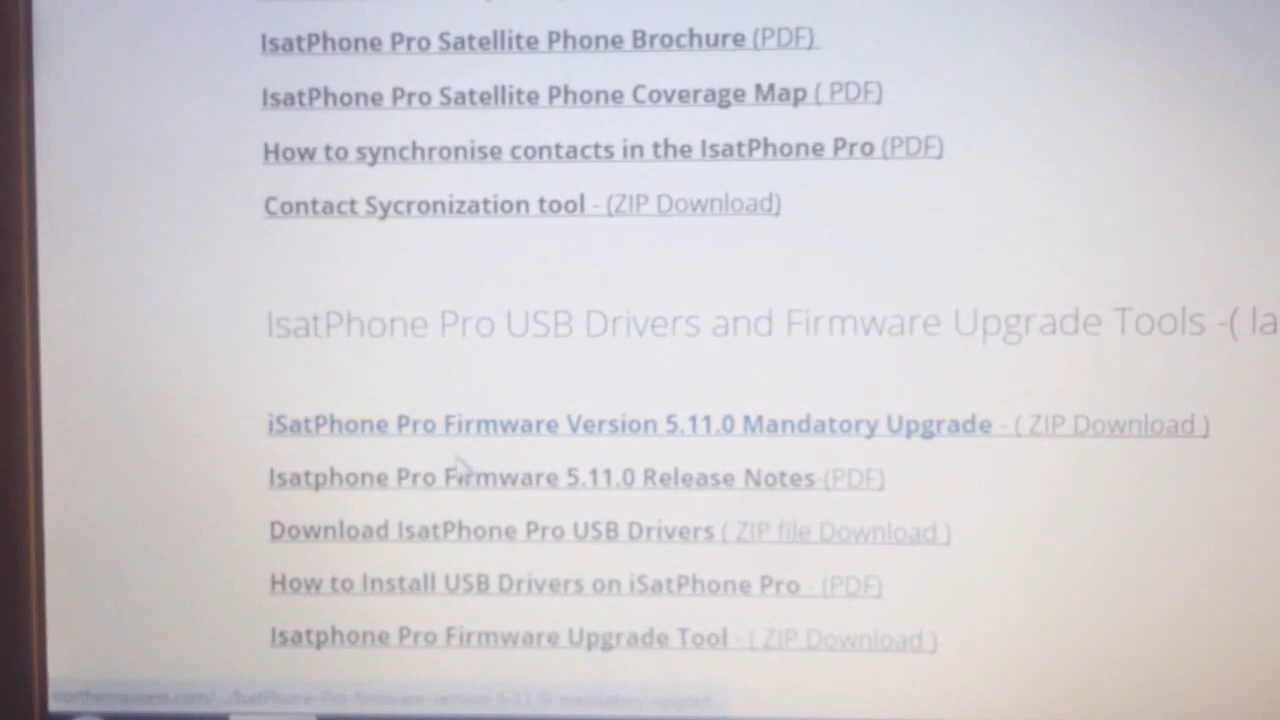 IsatPhone Pro Satellite Phone Brochure (PDF)
IsatPhone Pro Satellite Phone Coverage Map ( PDF)
How to synchronise contacts in the IsatPhone Pro (PDF)
Contact Sycronization tool - (ZIP Download)
IsatPhone Pro USB Drivers and Firmware Upgrade Tools -( la
iSatPhone Pro Firmware Version 5.11.0 Mandatory Upgrade - ( ZIP Download )
Isatphone Pro Firmware 5.11.0 Release Notes (PDF)
Download IsatPhone Pro USB Drivers ( ZIP file Download )
How to Install USB Drivers on iSatPhone Pro - (PDF)
Isatphone Pro Firmware Upgrade Tool - ( ZIP Download )